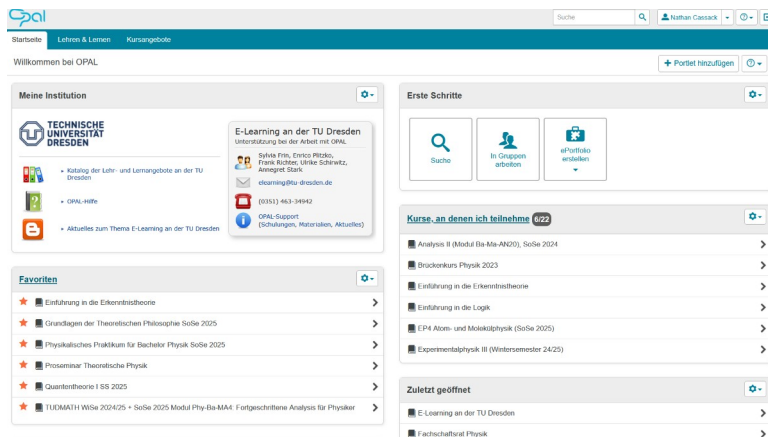 Opal
Suche
Nathan Cassack
Startseite
Lehren & Lernen
Kursangebote
Willkommen bei OPAL
+ Portlet hinzufügen
Meine Institution
TECHNISCHE
UNIVERSITÄT
DRESDEN
Katalog der Lehr- und Lernangebote an der TU
Dresden
OPAL-Hilfe
Aktuelles zum Thema E-Learning an der TU Dresden
E-Learning an der TU Dresden
Unterstützung bei der Arbeit mit OPAL
Sylvia Frin, Enrico Plitzko,
Frank Richter, Ulrike Schirwitz,
Annegret Stark
elearning@tu-dresden.de
(0351) 463-34942
OPAL-Support
(Schulungen, Materialien, Aktuelles)
Favoriten
Einführung in die Erkenntnistheorie
Grundlagen der Theoretischen Philosophie SoSe 2025
Physikalisches Praktikum für Bachelor Physik SoSe 2025
Proseminar Theoretische Physik
Quantentheorie I SS 2025
TUDMATH WiSe 2024/25 + SoSe 2025 Modul Phy-Ba-MA4: Fortgeschrittene Analysis für Physiker
Erste Schritte
Suche
In Gruppen
arbeiten
ePortfolio
erstellen
Kurse, an denen ich teilnehme 6/22
Analysis II (Modul Ba-Ma-AN20), SoSe 2024
Brückenkurs Physik 2023
Einführung in die Erkenntnistheorie
Einführung in die Logik
EP4 Atom- und Molekülphysik (SoSe 2025)
Experimentalphysik III (Wintersemester 24/25)
Zuletzt geöffnet
E-Learning an der TU Dresden
Fachschaftsrat Physik